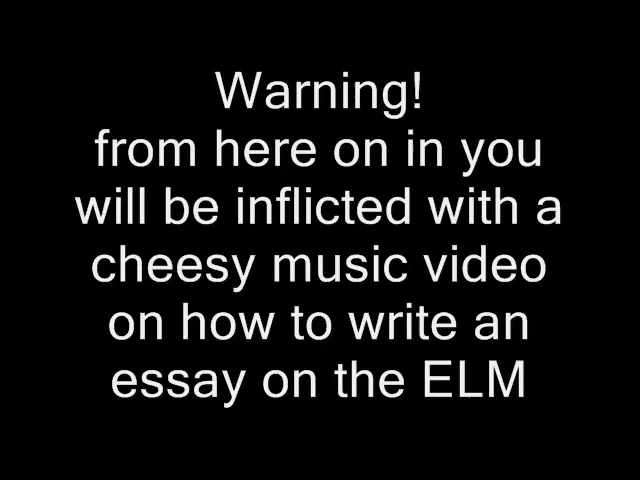 Warning!
from here on in you
will be inflicted with a
cheesy music video
on how to write an
essay on the ELM